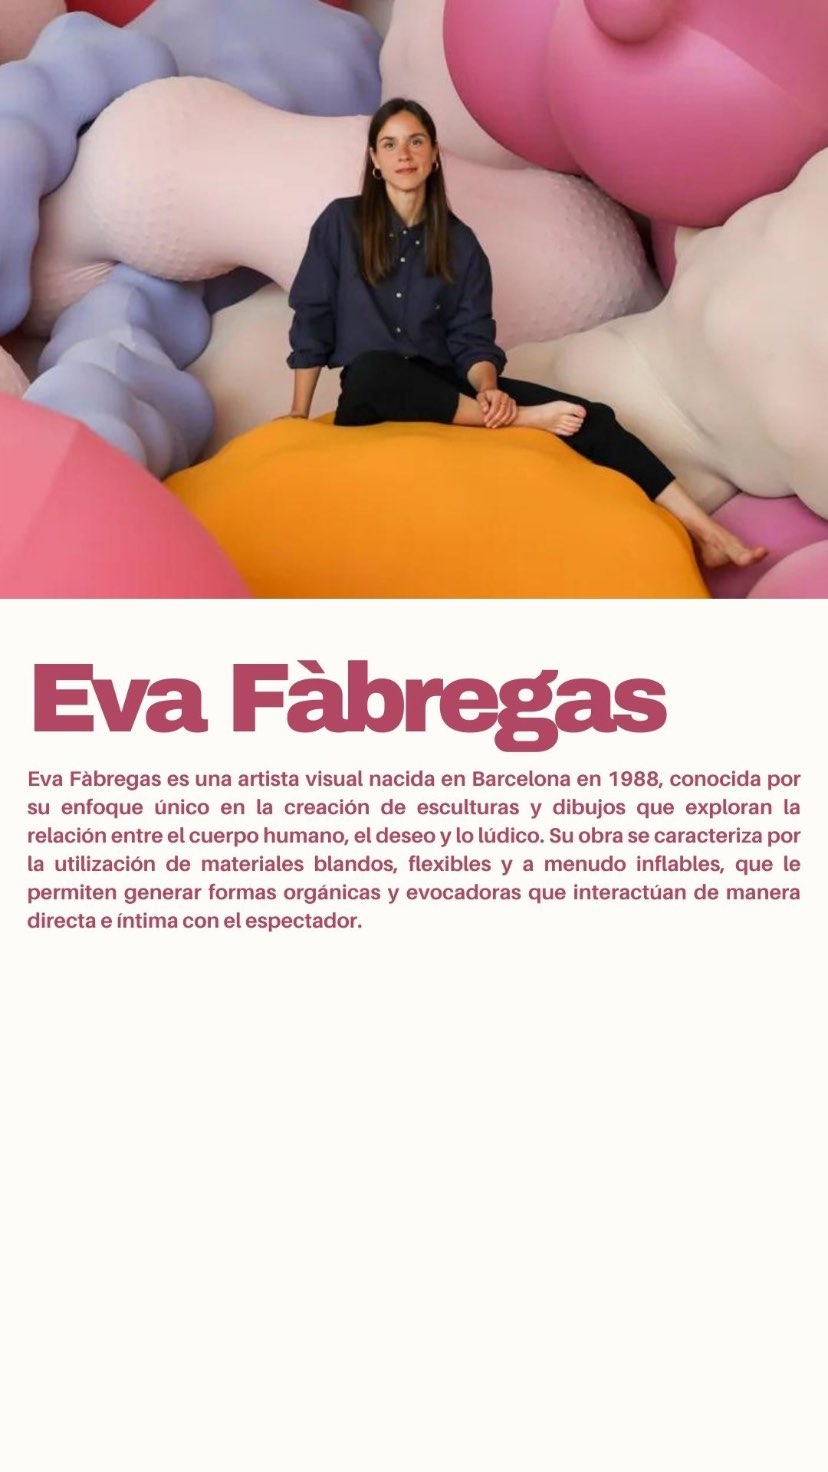 Eva Fàbregas
Eva Fàbregas es una artista visual nacida en Barcelona en 1988, conocida por
su enfoque único en la creación de esculturas y dibujos que exploran la
relación entre el cuerpo humano, el deseo y lo lúdico. Su obra se caracteriza por
la utilización de materiales blandos, flexibles y a menudo inflables, que le
permiten generar formas orgánicas y evocadoras que interactúan de manera
directa e íntima con el espectador.